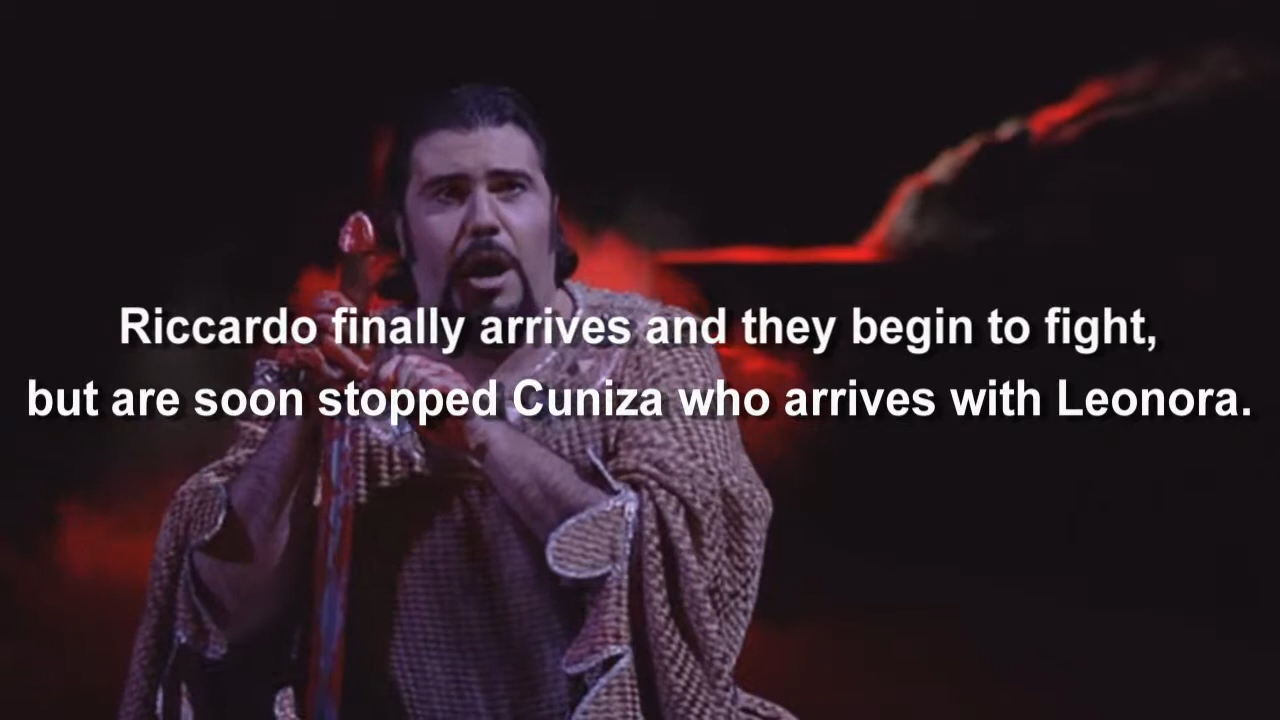 Riccardo finally arrives and they begin to fight,
but are soon stopped Cuniza who arrives with Leonora.